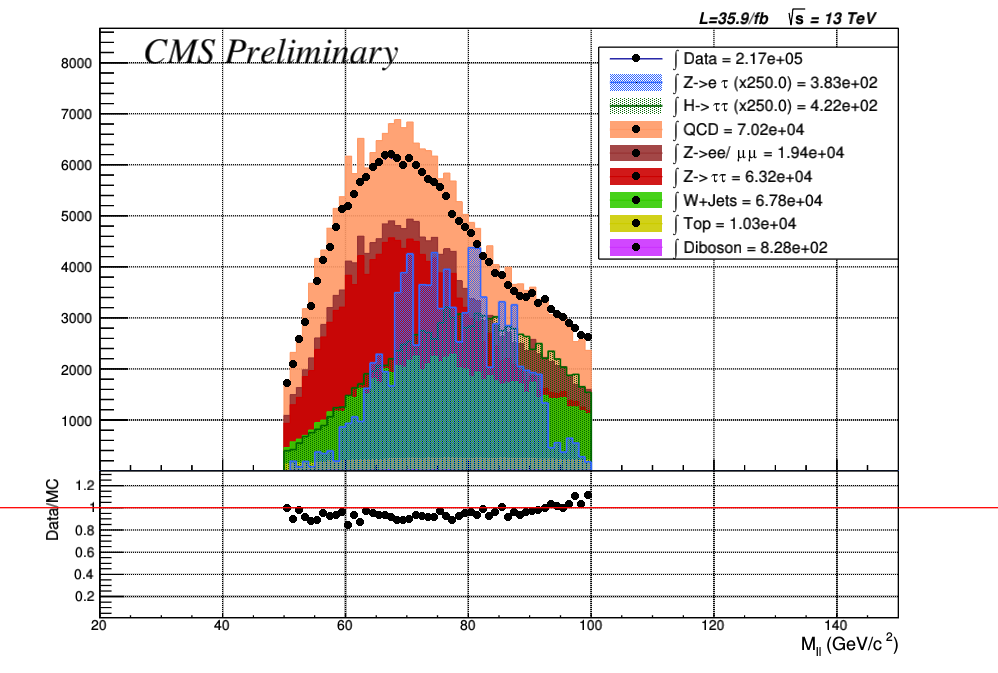 L=35.9/fb √s = 13 TeV
CMS Preliminary
8000
7000
6000
5000
4000
3000
2000
1000
∫ Data = 2.17e+05
∫ Z->e τ (x250.0) = 3.83e+02
∫ H-> ττ (x250.0) = 4.22e+02
∫ QCD = 7.02e+04
∫ Z->ee/ μμ = 1.94e+04
∫ Z-> ττ = 6.32e+04
∫ W+Jets = 6.78e+04
∫ Top = 1.03e+04
∫ Diboson = 8.28e+02
Data/MC
1.2
1
0.8
0.6
0.4
0.2
20 40 60 80 100 120 140
M_ll (GeV/c²)